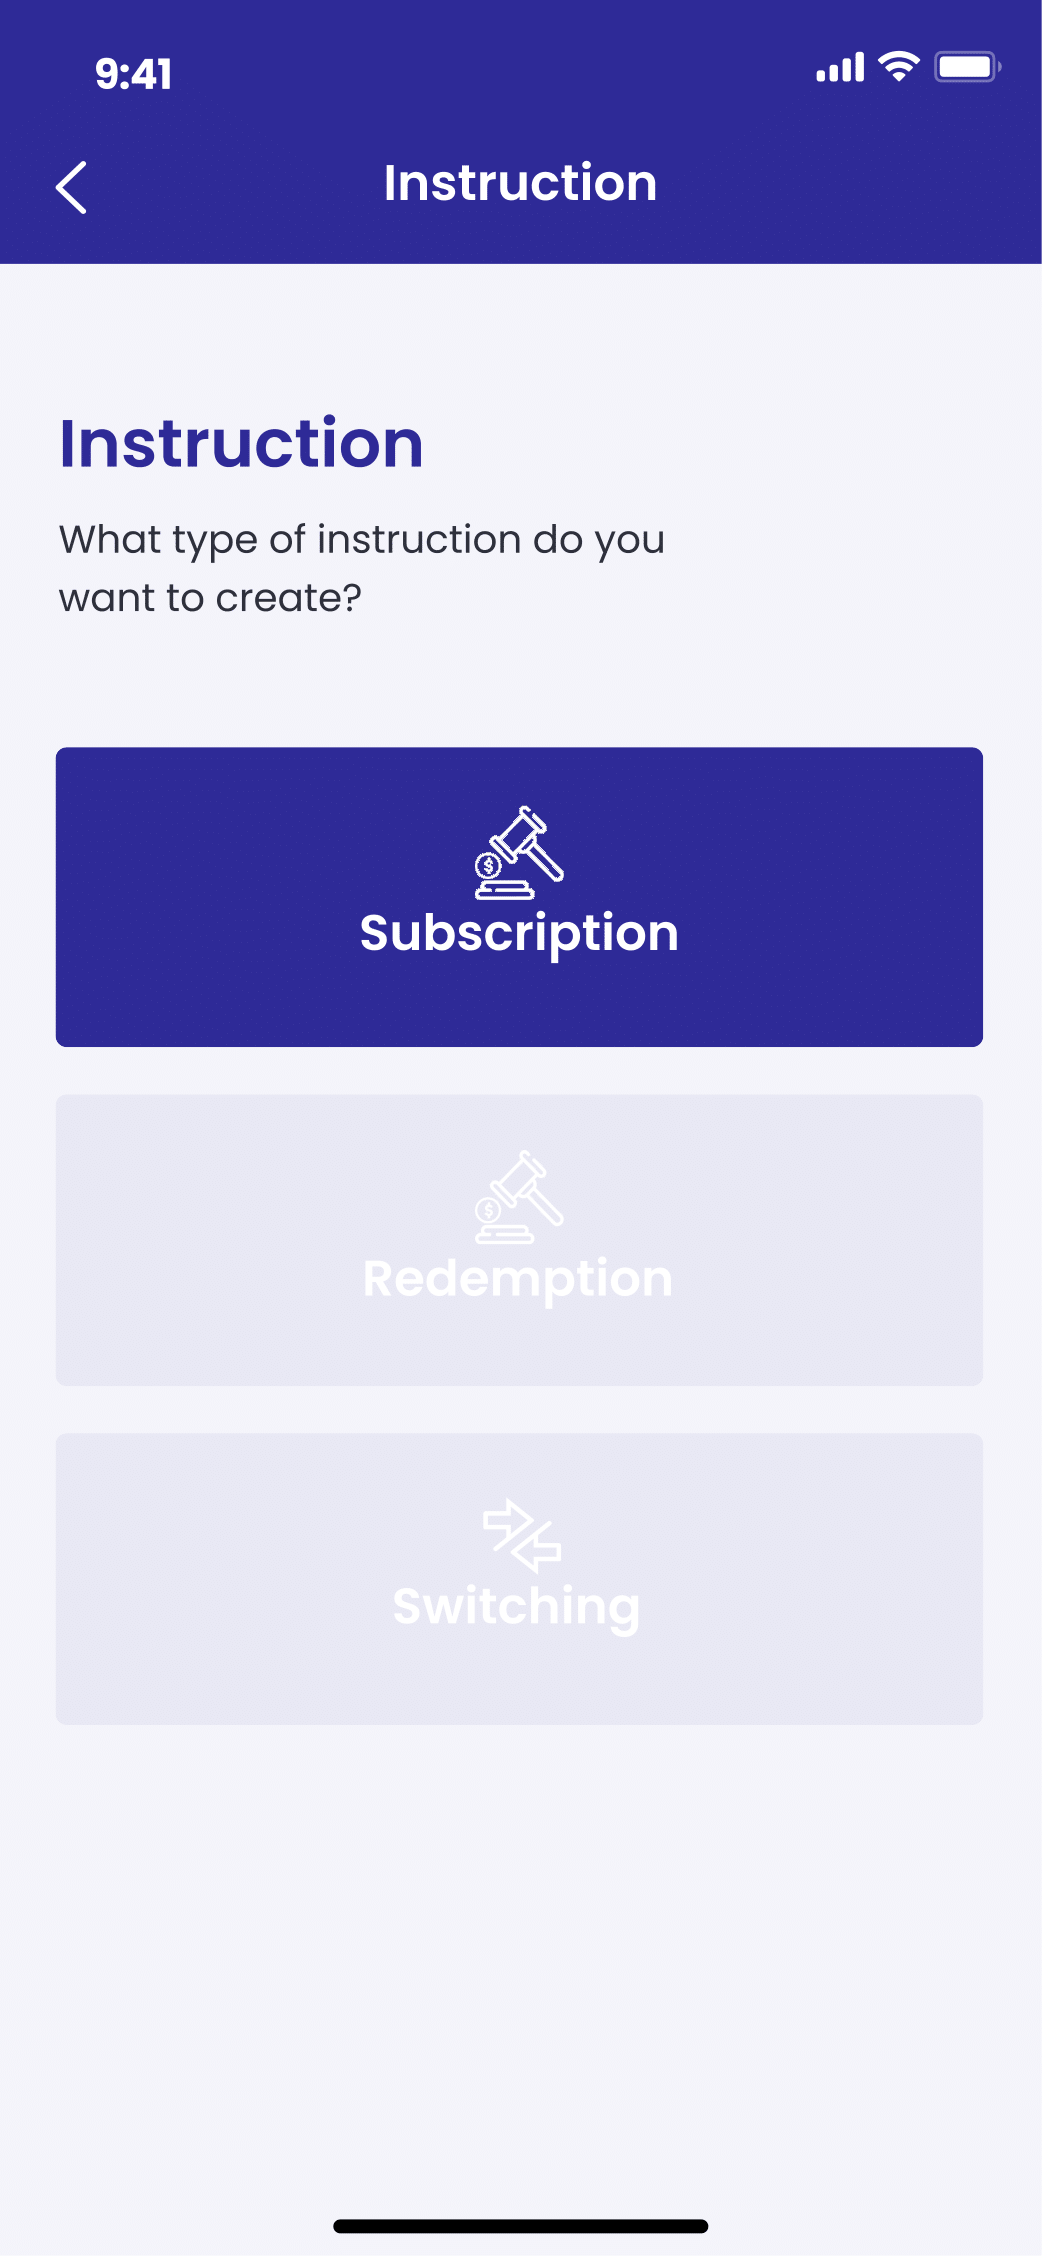 9:41
Instruction
Instruction
What type of instruction do you
want to create?
$
Subscription
$
Redemption
Switching